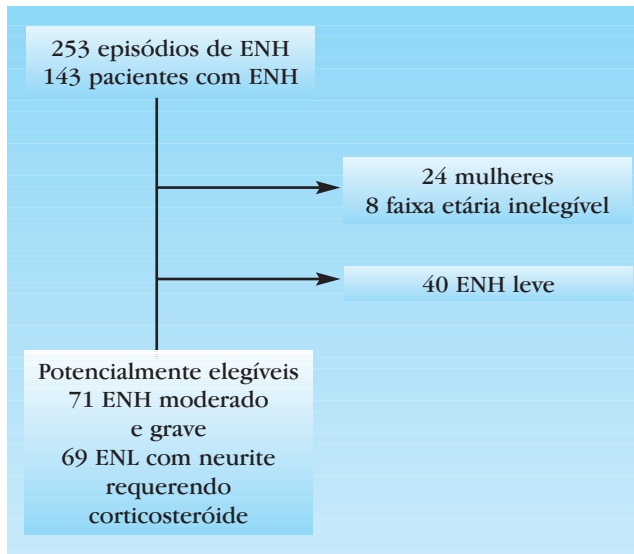 253 episódios de ENH
143 pacientes com ENH
24 mulheres
8 faixa etária inelegível
40 ENH leve
Potencialmente elegíveis
71 ENH moderado
e grave
69 ENL com neurite
requerendo
corticosteróide